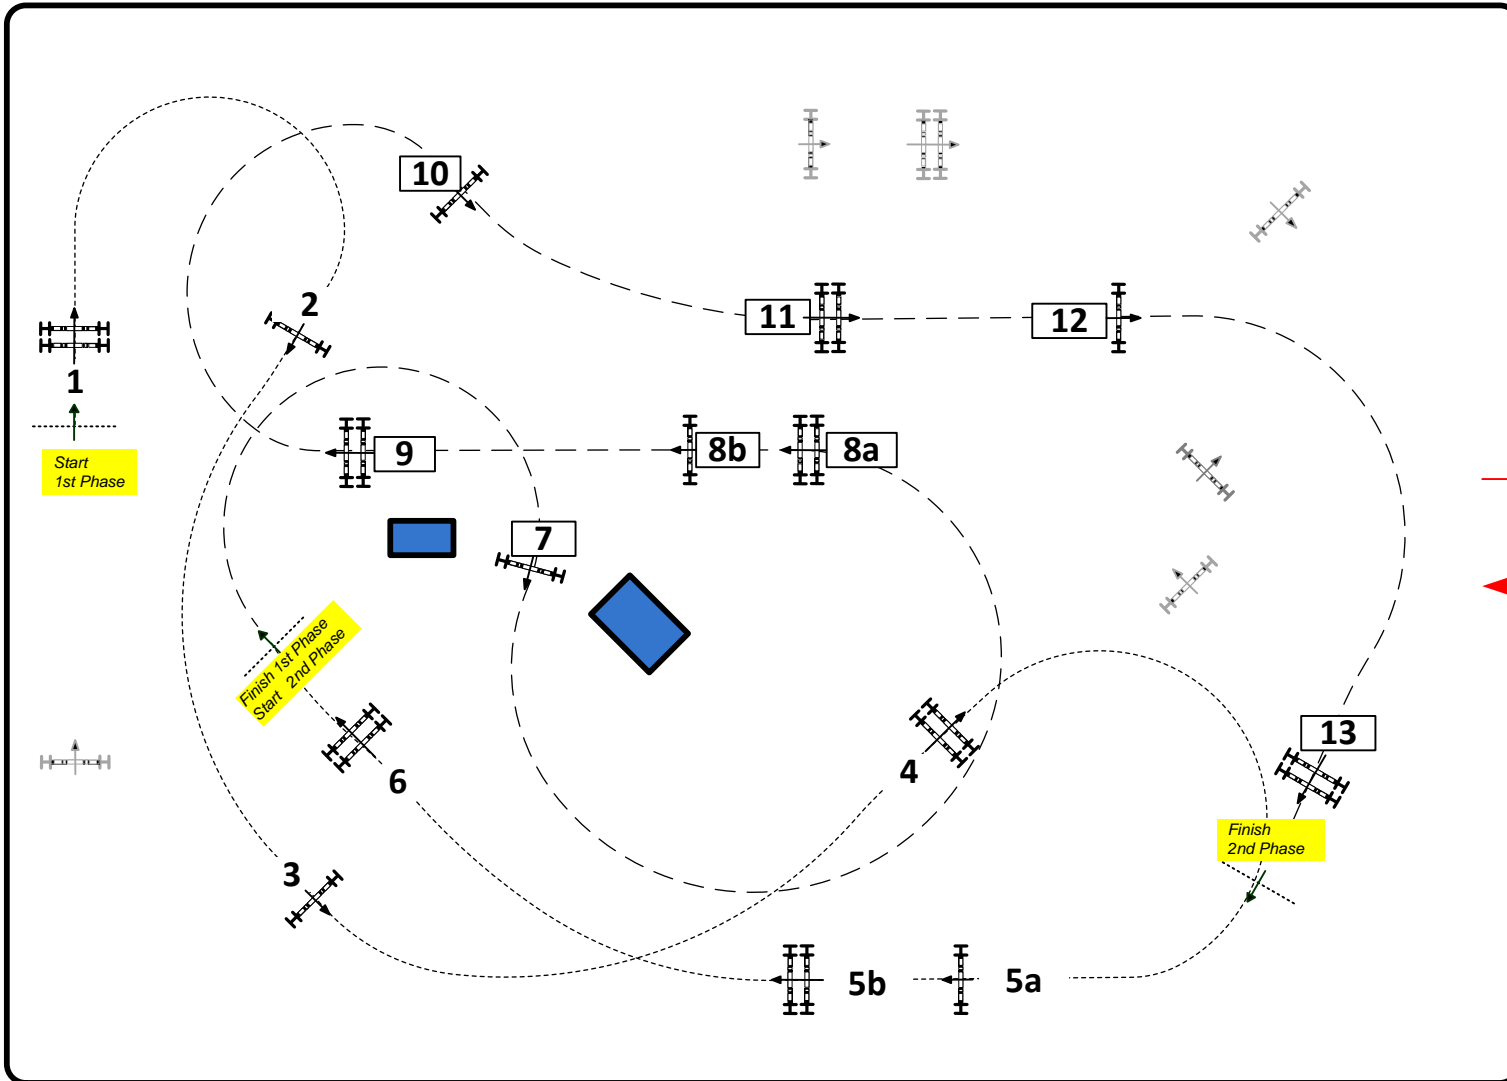 10
2
11
12
1
9
8b
8a
Start
1st Phase
7
Finish 1st Phase
Start 2nd Phase
13
4
6
Finish
2nd Phase
3
5b
5a